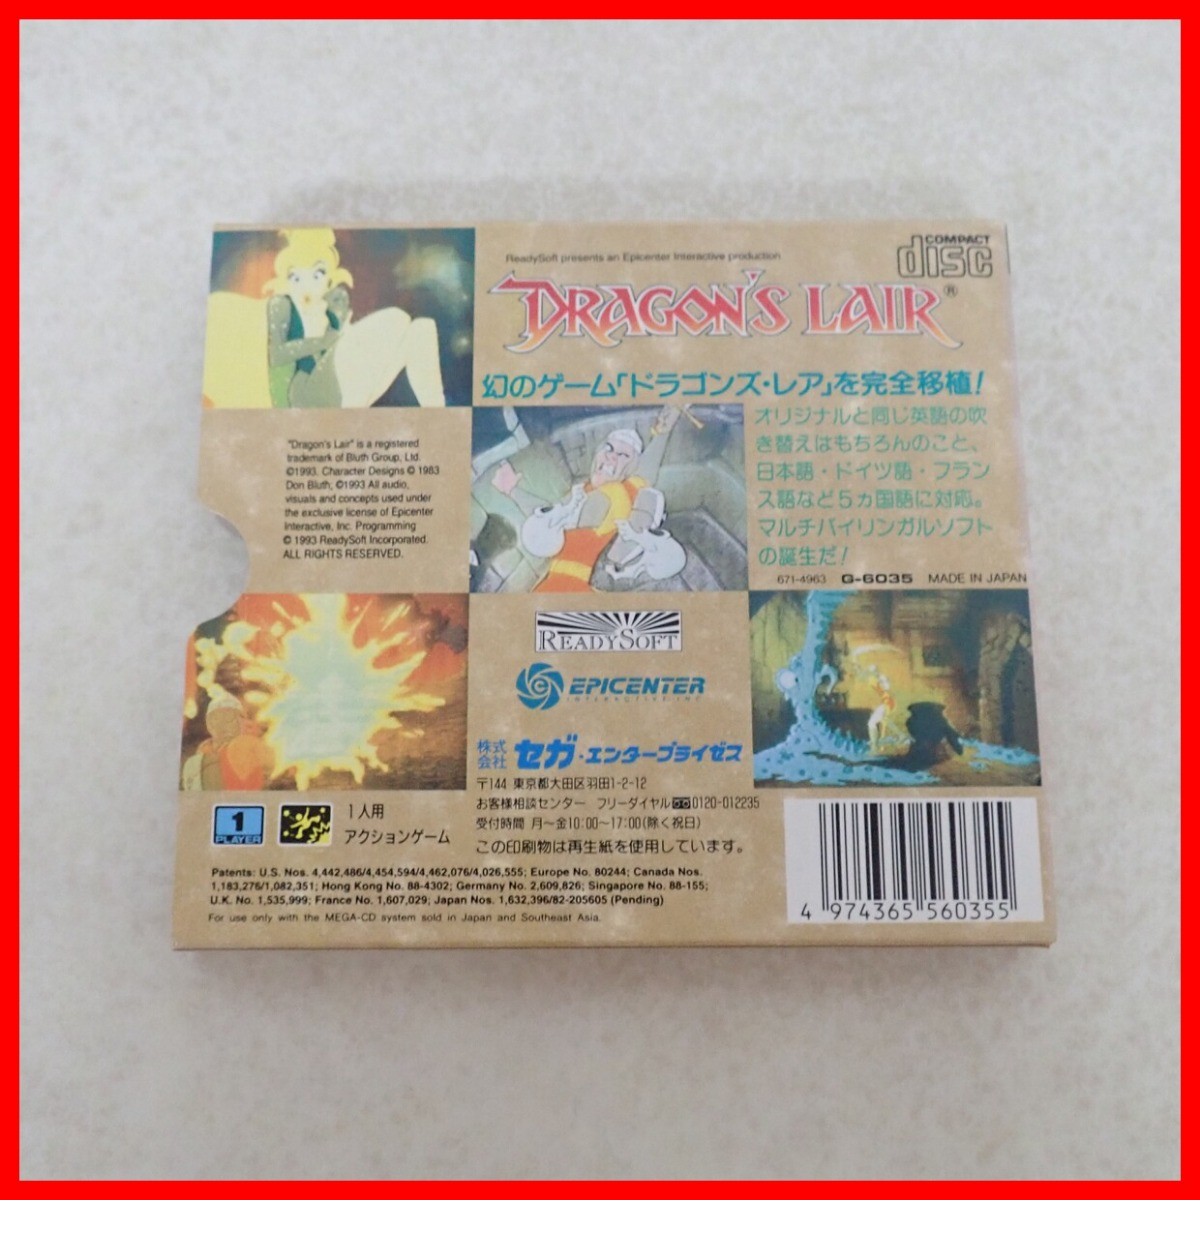 COMPACT
disc
ReadySoft presents an Epicenter Interactive production
DRAGON'S LAIR®
幻のゲーム「ドラゴンズ・レア」を完全移植!
オリジナルと同じ英語の吹
き替えはもちろんのこと、
日本語・ドイツ語・フラン
ス語など5ヵ国語に対応。
マルチバイリンガルソフト
の誕生だ!
671-4963 G-6035 MADE IN JAPAN
"Dragon's Lair" is a registered
trademark of Bluth Group, Ltd.
©1993. Character Designs © 1983
Don Bluth, ©1993 All audio,
visuals and concepts used under
the exclusive license of Epicenter
Interactive, Inc. Programming
© 1993 ReadySoft Incorporated.
ALL RIGHTS RESERVED.
READYSOFT
EPICENTER
INTERACTIVE INC
株式会社 セガ・エンタープライゼス
〒144 東京都大田区羽田1-2-12
お客様相談センター フリーダイヤル 0120-012235
受付時間 月〜金10:00〜17:00(除く祝日)
この印刷物は再生紙を使用しています。
1
PLAYER
1人用
アクションゲーム
Patents: U.S. Nos. 4,442,486/4,454,594/4,462,076/4,026,555; Europe No. 80244; Canada Nos.
1,183,276/1,082,351; Hong Kong No. 88-4302; Germany No. 2,609,826; Singapore No. 88-155;
U.K. No. 1,535,999; France No. 1,607,029; Japan Nos. 1,632,396/82-205605 (Pending)
For use only with the MEGA-CD system sold in Japan and Southeast Asia.
4 974365 560355